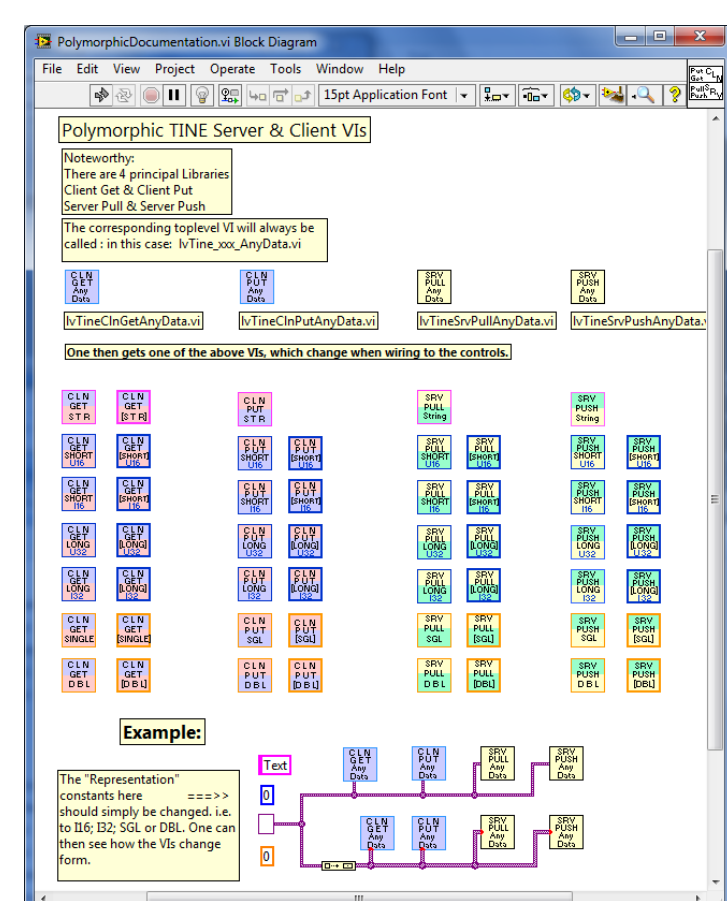 PolymorphicDocumentation.vi Block Diagram
File Edit View Project Operate Tools Window Help
Put CL
Get N
Pull S R
Push V
15pt Application Font
Polymorphic TINE Server & Client VIs
Noteworthy:
There are 4 principal Libraries
Client Get & Client Put
Server Pull & Server Push
The corresponding toplevel VI will always be
called : in this case: lvTine_xxx_AnyData.vi
CLN GET Any Data
CLN PUT Any Data
SRV PULL Any Data
SRV PUSH Any Data
lvTineClnGetAnyData.vi
lvTineClnPutAnyData.vi
lvTineSrvPullAnyData.vi
lvTineSrvPushAnyData.v
One then gets one of the above VIs, which change when wiring to the controls.
CLN GET STR
CLN GET [STR]
CLN PUT STR
SRV PULL String
SRV PUSH String
CLN GET SHORT U16
CLN GET [SHORT] U16
CLN PUT SHORT U16
CLN PUT [SHORT] U16
SRV PULL SHORT U16
SRV PULL [SHORT] U16
SRV PUSH SHORT U16
SRV PUSH [SHORT] U16
CLN GET SHORT I16
CLN GET [SHORT] I16
CLN PUT SHORT I16
CLN PUT [SHORT] I16
SRV PULL SHORT I16
SRV PULL [SHORT] I16
SRV PUSH SHORT I16
SRV PUSH [SHORT] I16
CLN GET LONG U32
CLN GET [LONG] U32
CLN PUT LONG U32
CLN PUT [LONG] U32
SRV PULL LONG U32
SRV PULL [LONG] U32
SRV PUSH LONG U32
SRV PUSH [LONG] U32
CLN GET LONG I32
CLN GET [LONG] I32
CLN PUT LONG I32
CLN PUT [LONG] I32
SRV PULL LONG I32
SRV PULL [LONG] I32
SRV PUSH LONG I32
SRV PUSH [LONG] I32
CLN GET SINGLE
CLN GET [SINGLE]
CLN PUT SGL
CLN PUT [SGL]
SRV PULL SGL
SRV PULL [SGL]
SRV PUSH SGL
SRV PUSH [SGL]
CLN GET DBL
CLN GET [DBL]
CLN PUT DBL
CLN PUT [DBL]
SRV PULL DBL
SRV PULL [DBL]
SRV PUSH DBL
SRV PUSH [DBL]
Example:
The "Representation"
constants here ===>>
should simply be changed. i.e.
to I16; I32; SGL or DBL. One can
then see how the VIs change
form.
Text
0
0
CLN GET Any Data
CLN PUT Any Data
SRV PULL Any Data
SRV PUSH Any Data
CLN GET Any Data
CLN PUT Any Data
SRV PULL Any Data
SRV PUSH Any Data